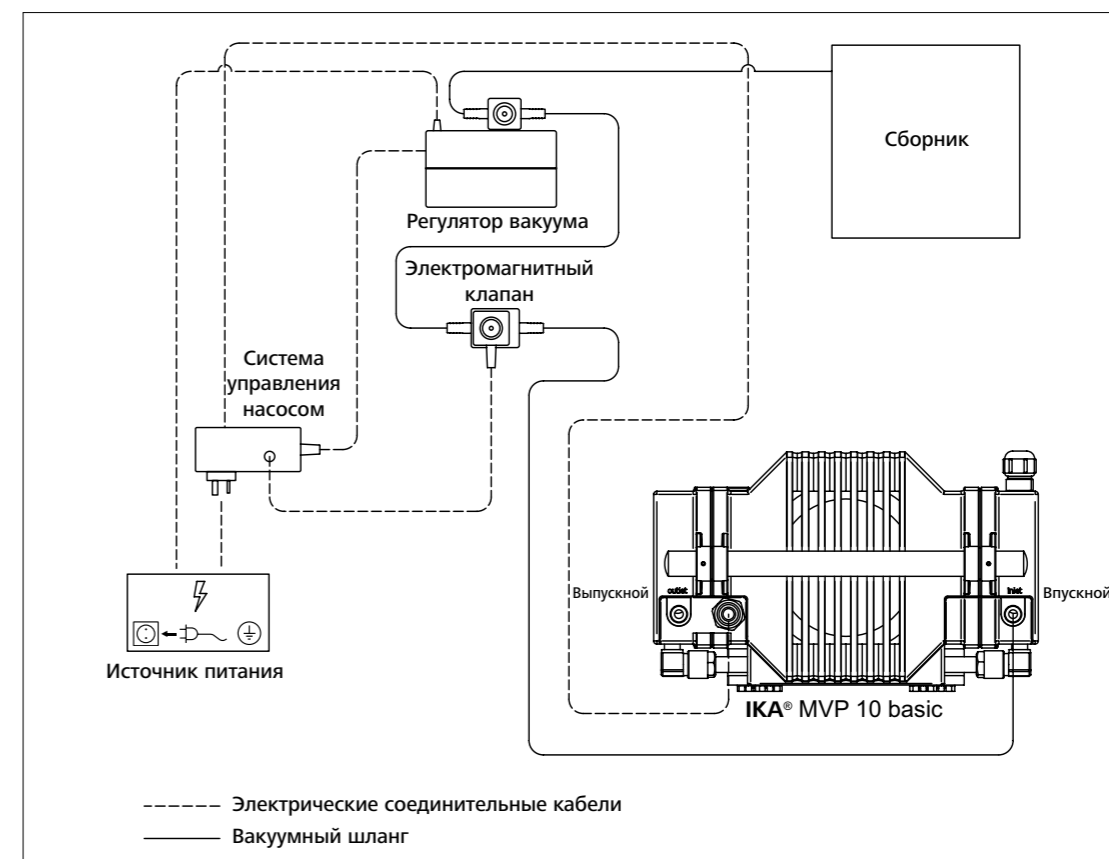 Сборник
Регулятор вакуума
Электромагнитный
клапан
Система
управления
насосом
Выпускной
outlet
inlet
Впускной
Источник питания
IKA® MVP 10 basic
Электрические соединительные кабели
Вакуумный шланг